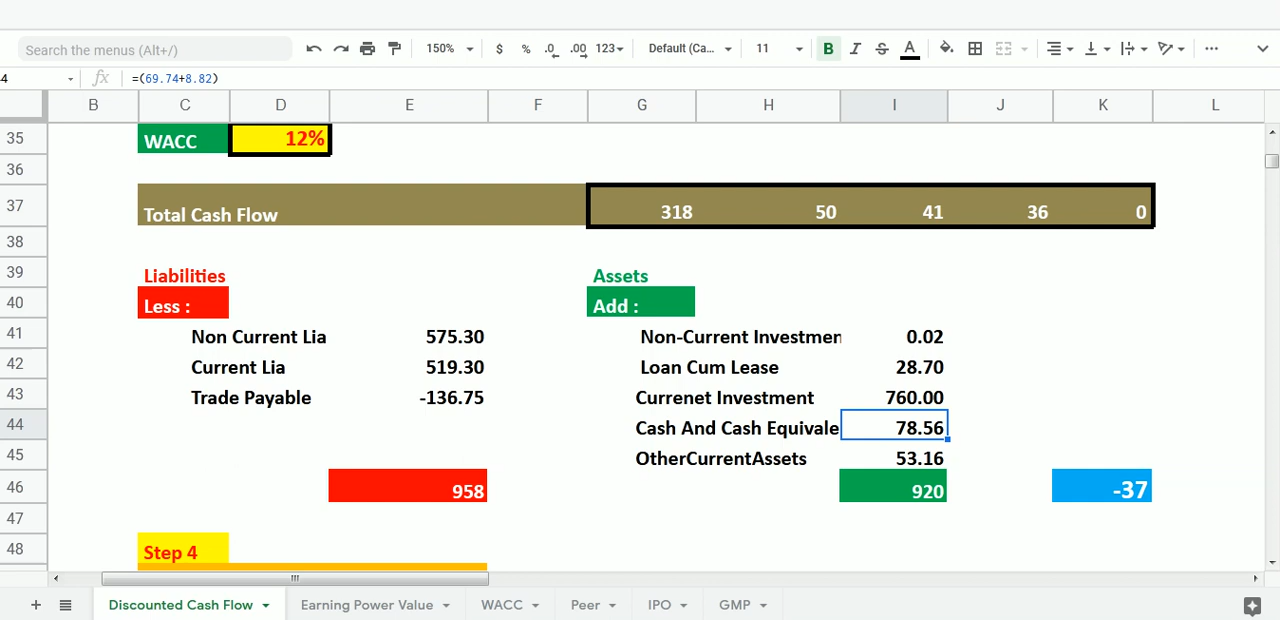 Search the menus (Alt+/) 150% $ % .0 .00 123 Default (Ca... 11 B I S A ...
4 fx =(69.74+8.82)
B C D E F G H I J K L
35 WACC 12%
36
37 Total Cash Flow 318 50 41 36 0
38
39 Liabilities Assets
40 Less : Add :
41 Non Current Lia 575.30 Non-Current Investmen 0.02
42 Current Lia 519.30 Loan Cum Lease 28.70
43 Trade Payable -136.75 Currenet Investment 760.00
44 Cash And Cash Equivale 78.56
45 OtherCurrentAssets 53.16
46 958 920 -37
47
48 Step 4
+ Discounted Cash Flow Earning Power Value WACC Peer IPO GMP